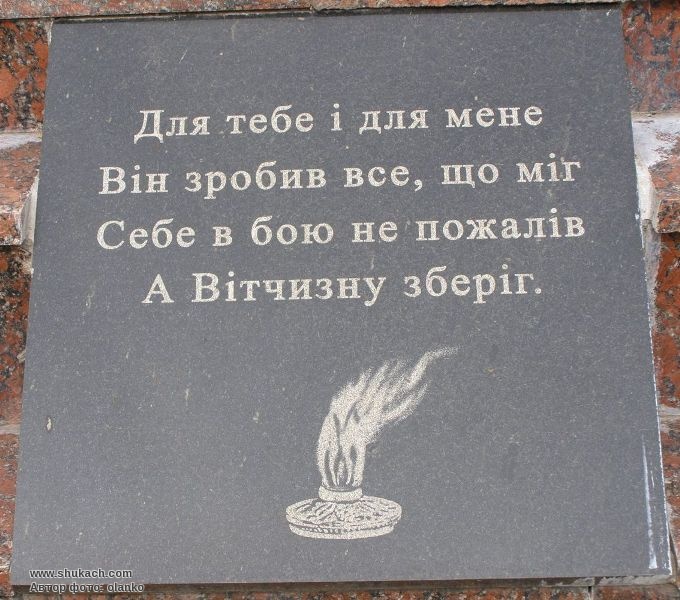 Для тебе і для мене
Він зробив все, що міг
Себе в бою не пожалів
А Вітчизну зберіг.
www.shukach.com
Автор фото: olanko